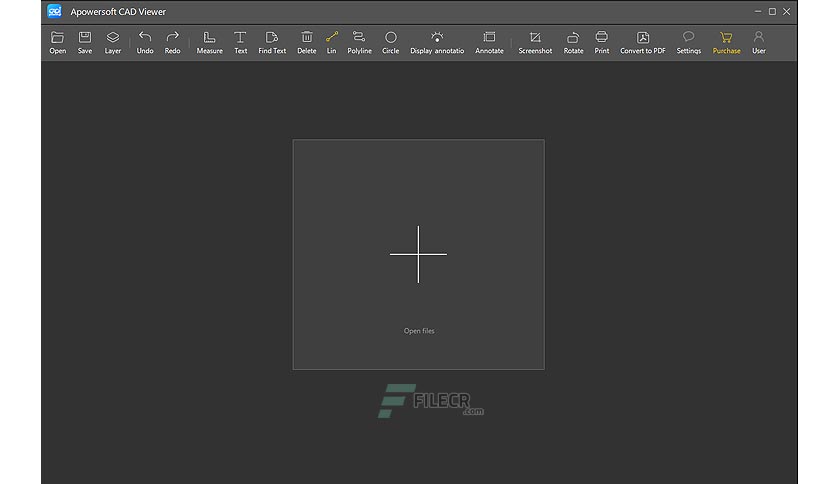 Apowersoft CAD Viewer
Open Save Layer Undo Redo Measure Text Find Text Delete Lin Polyline Circle Display annotatio Annotate Screenshot Rotate Print Convert to PDF Settings Purchase User
Open files
FILECR
.com